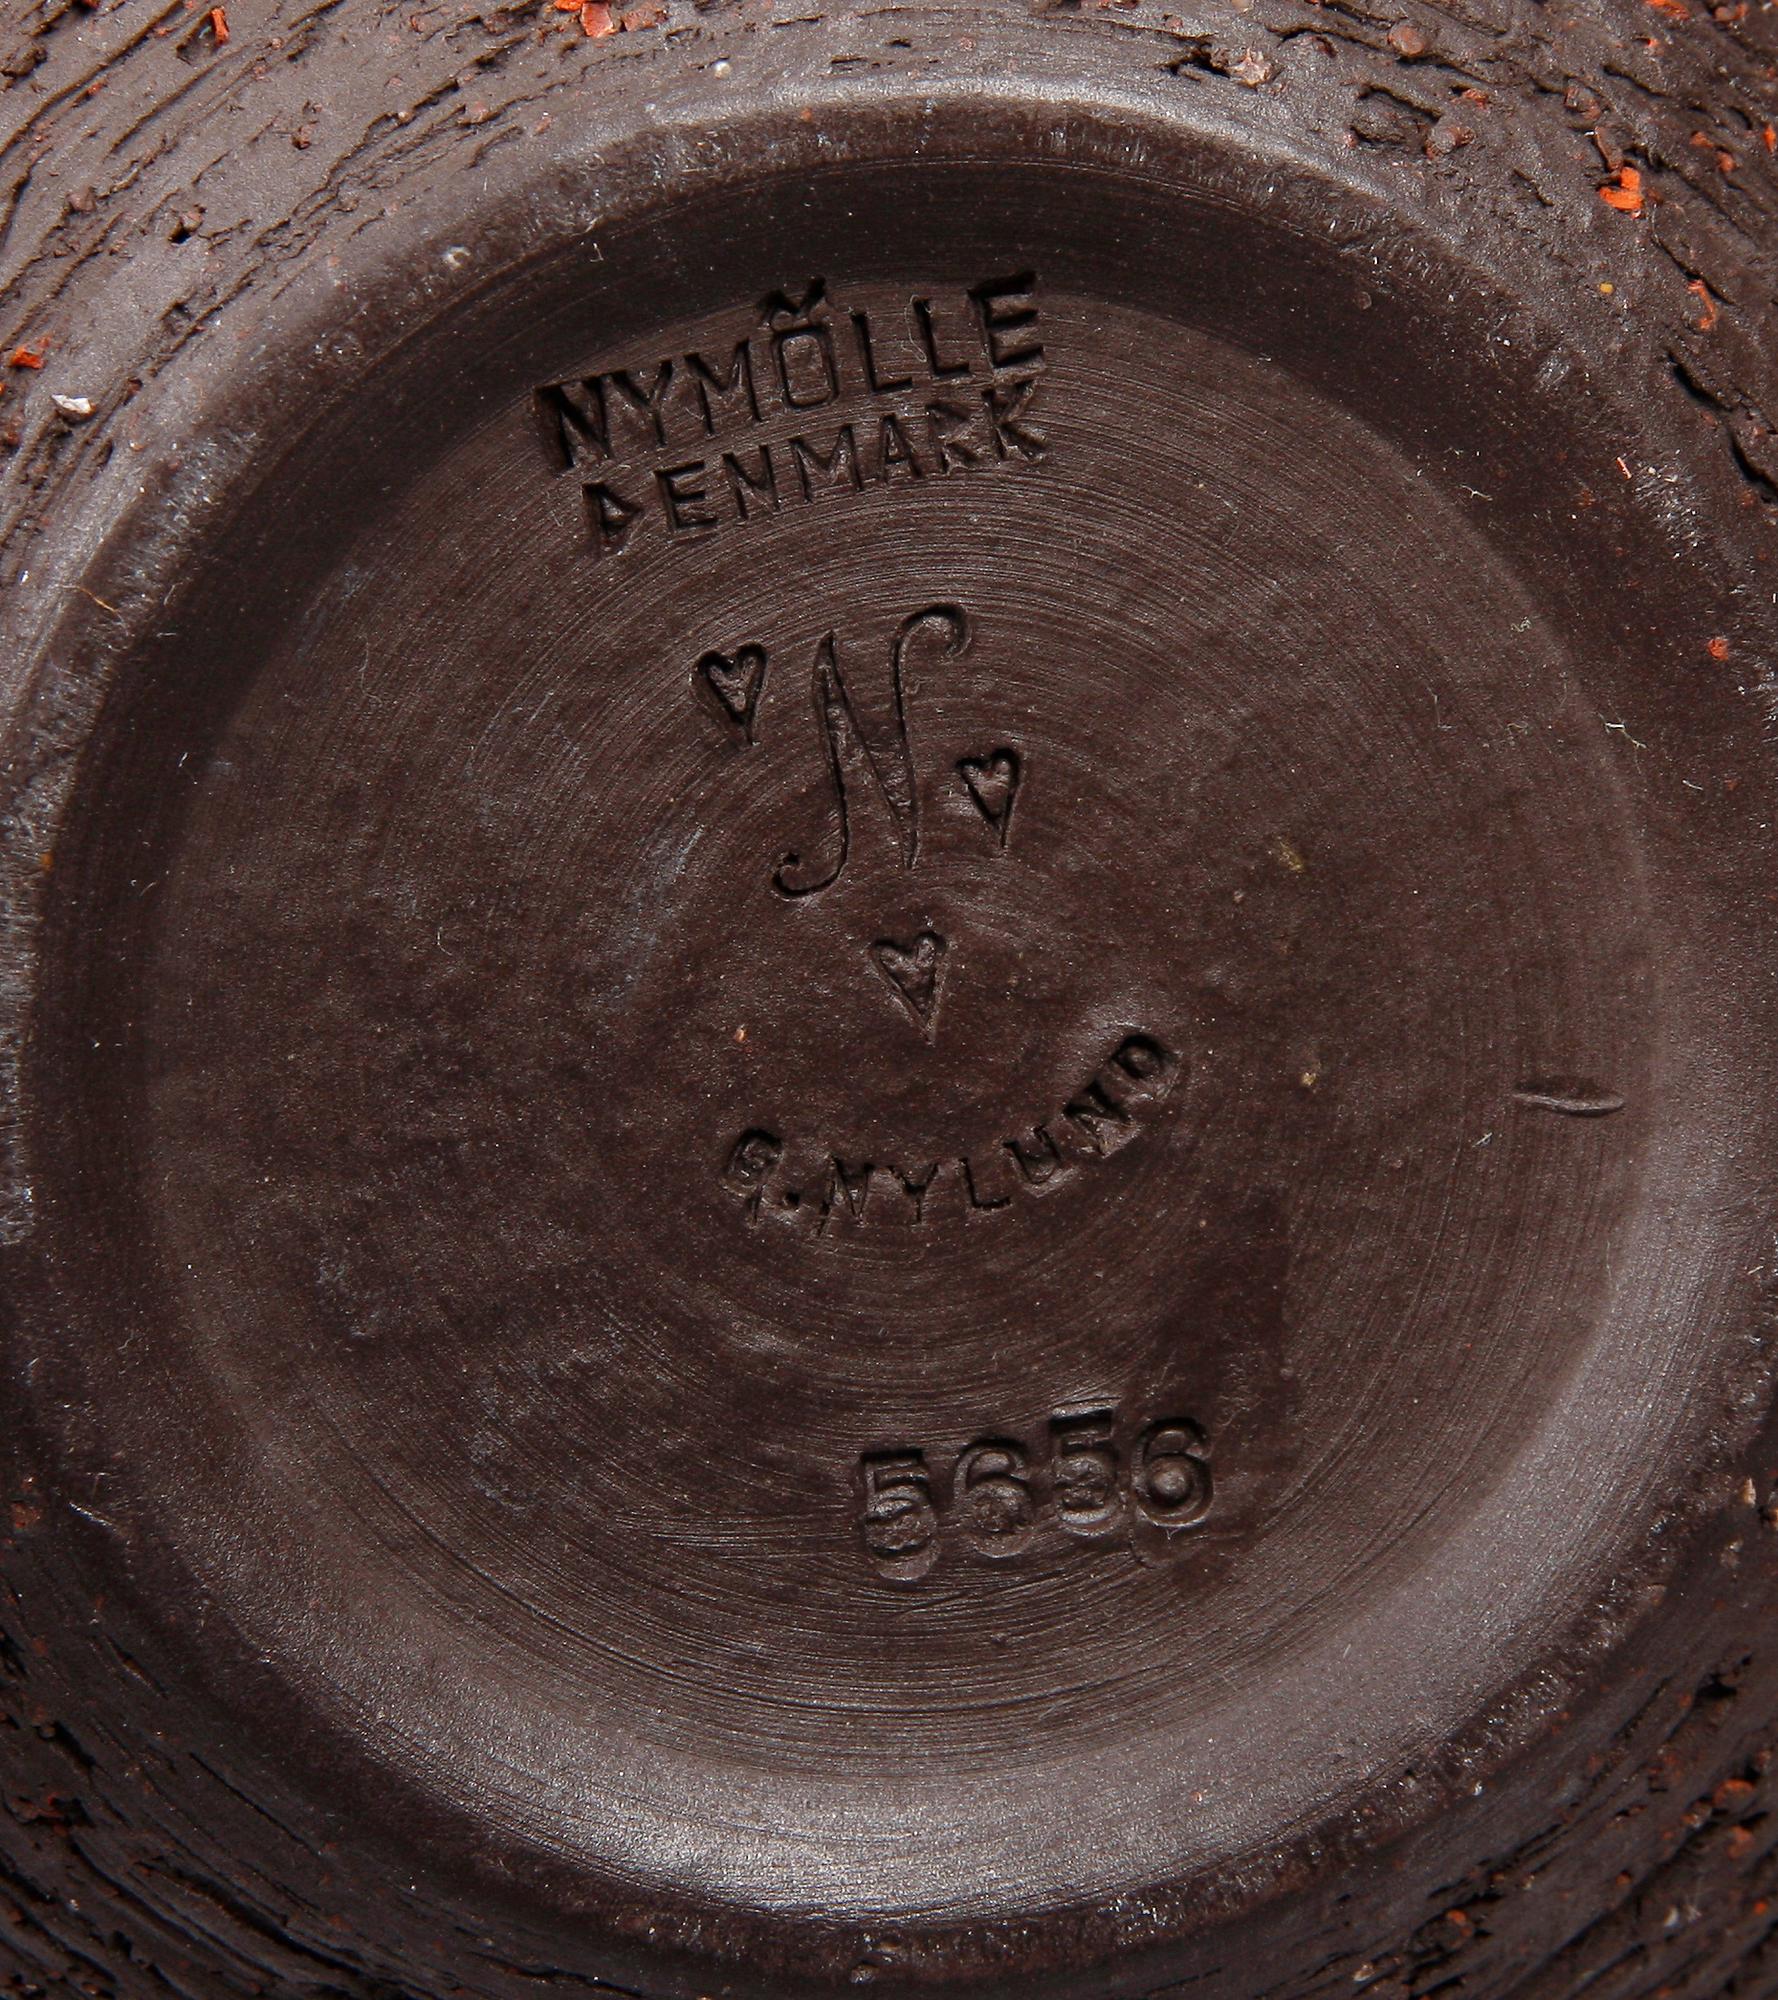 NYMÖLLE
DENMARK
N
G. NYLUND
5656